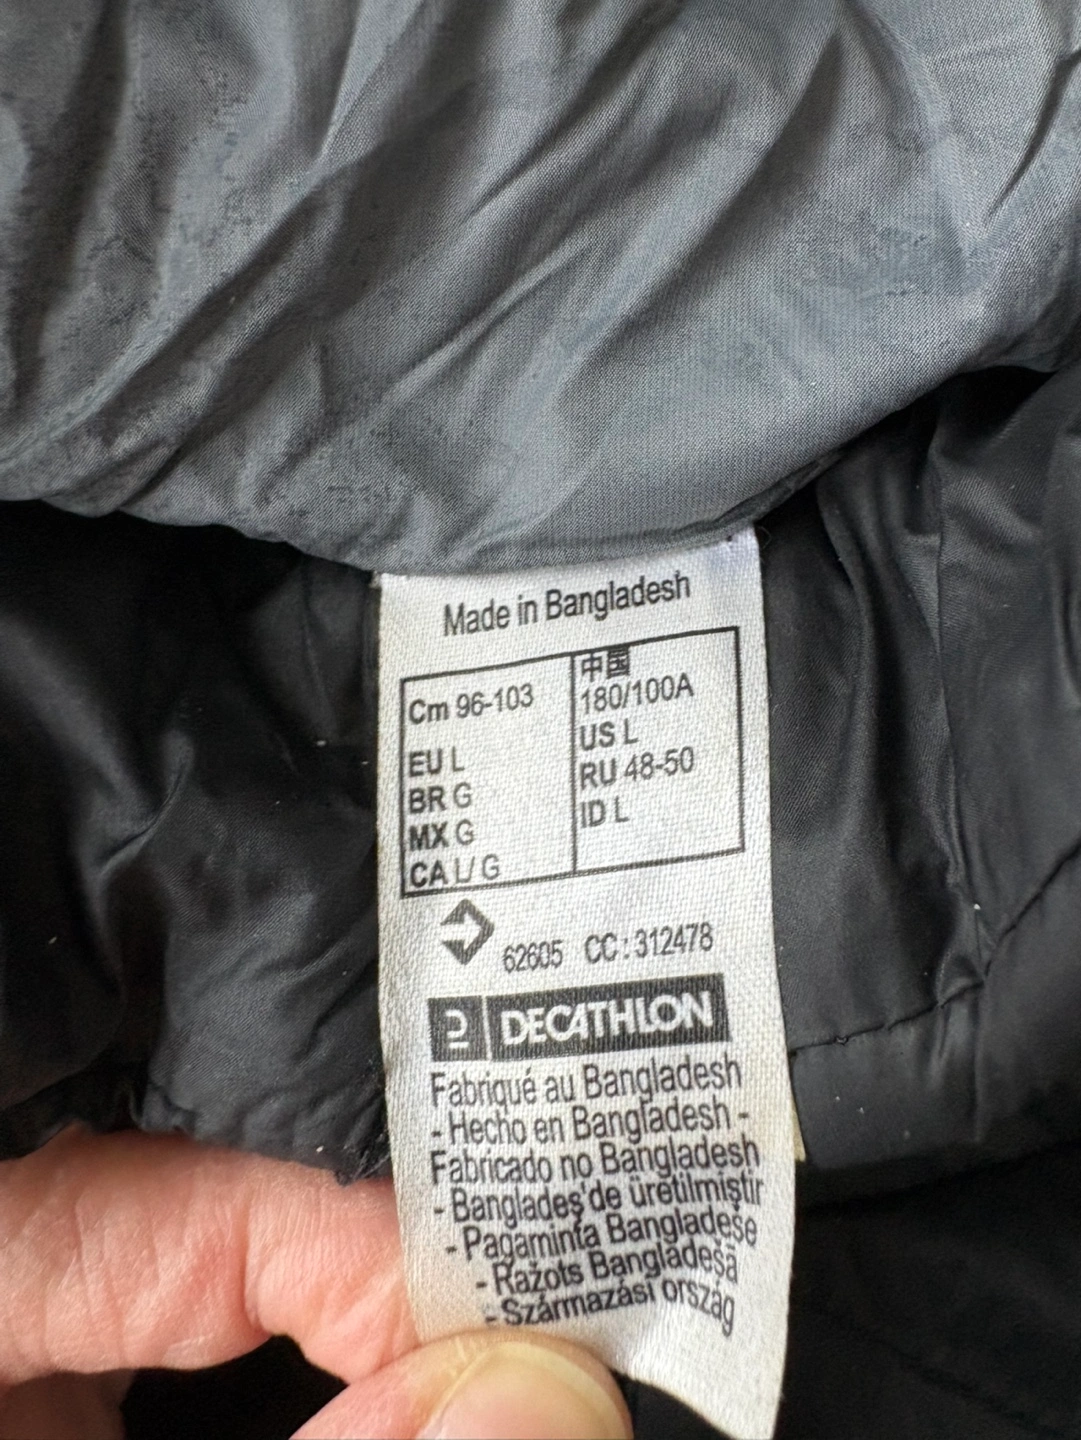 Made in Bangladesh
Cm 96-103
EU L
BR G
MX G
CA L/G
中国
180/100A
US L
RU 48-50
ID L
62605 CC:312478
DECATHLON
Fabriqué au Bangladesh
- Hecho en Bangladesh -
Fabricado no Bangladesh
- Bangladeş'de üretilmiştir
- Pagaminta Bangladeše
- Ražots Bangladešā
- Származási ország